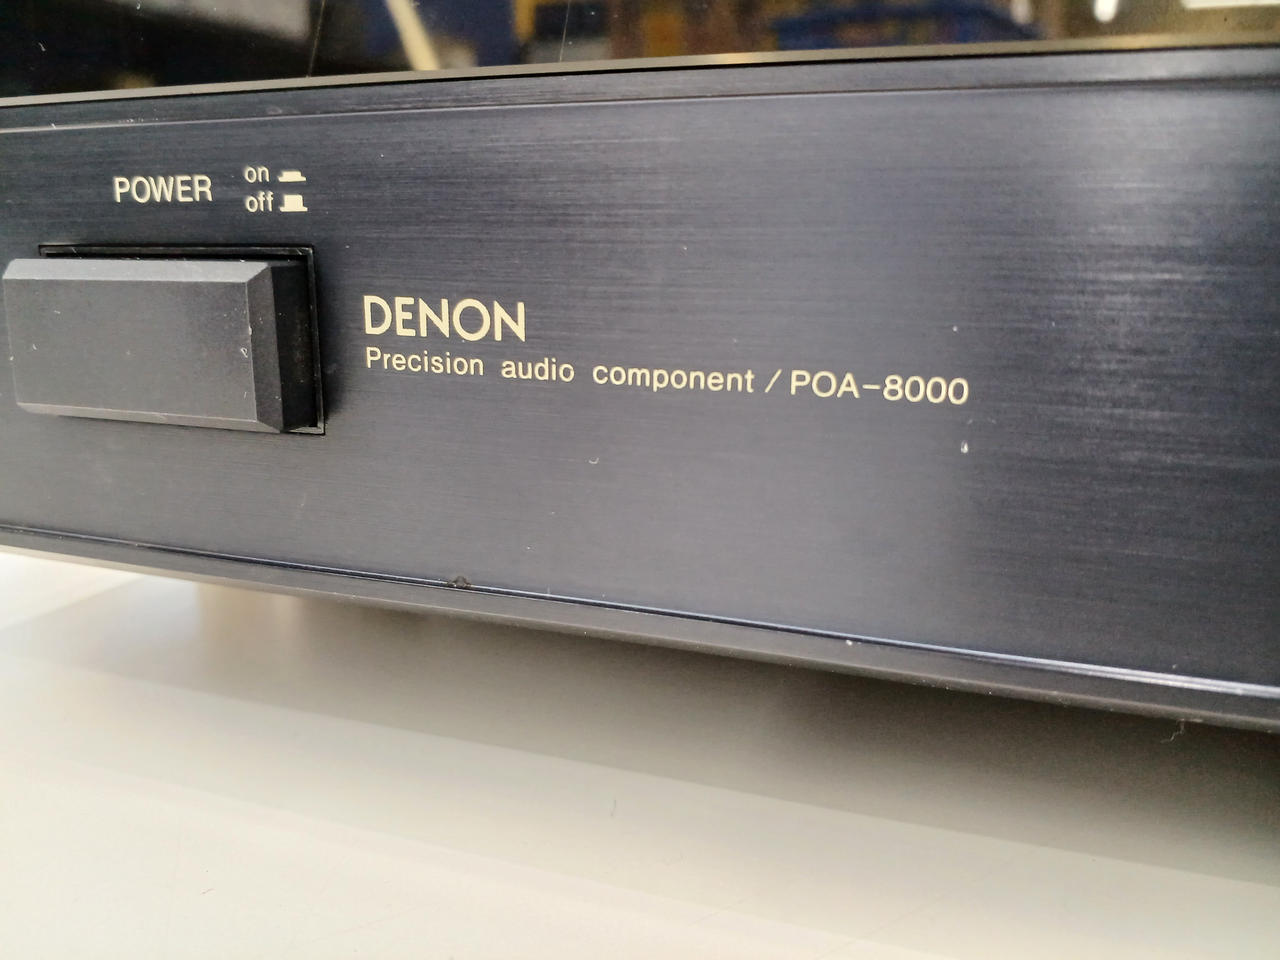 POWER
on
off
DENON
Precision audio component / POA-8000